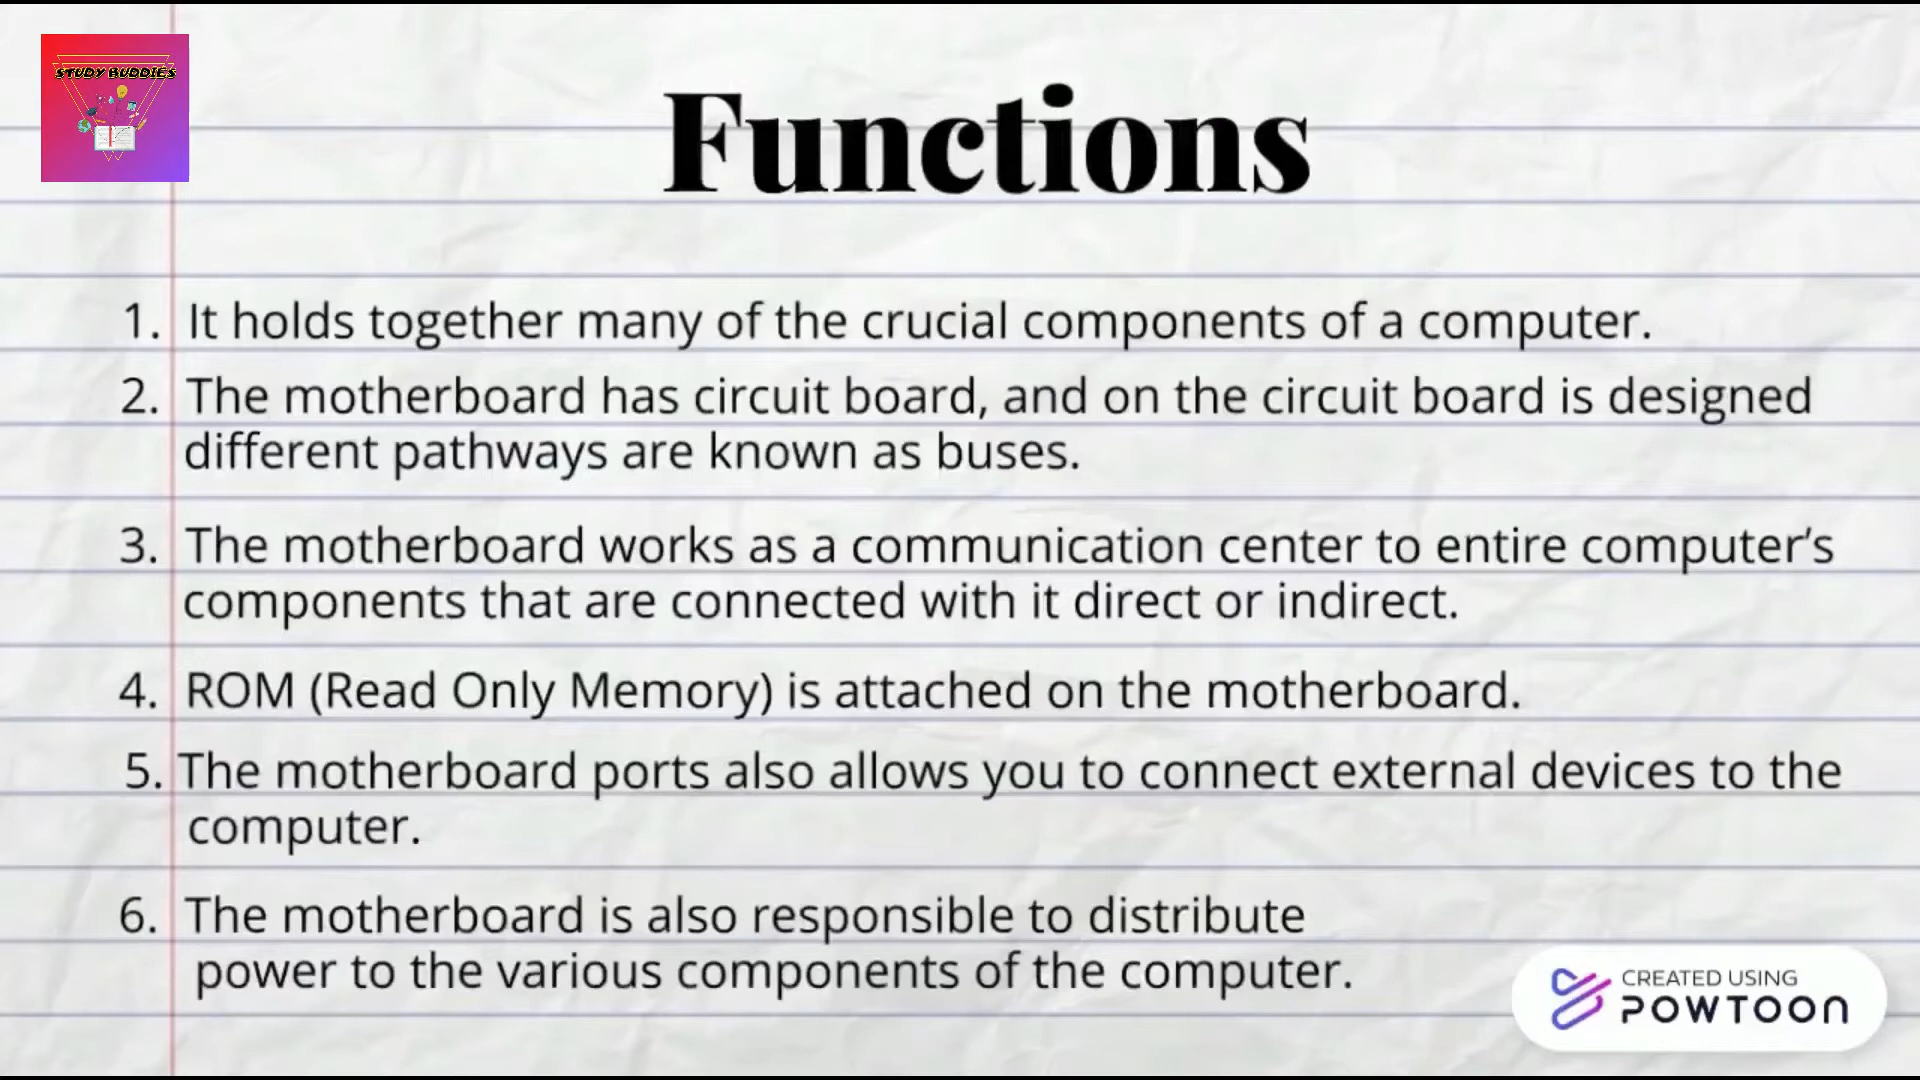 STUDY BUDDIES
Functions
1. It holds together many of the crucial components of a computer.
2. The motherboard has circuit board, and on the circuit board is designed
different pathways are known as buses.
3. The motherboard works as a communication center to entire computer’s
components that are connected with it direct or indirect.
4. ROM (Read Only Memory) is attached on the motherboard.
5. The motherboard ports also allows you to connect external devices to the
computer.
6. The motherboard is also responsible to distribute
power to the various components of the computer.
CREATED USING
POWTOON